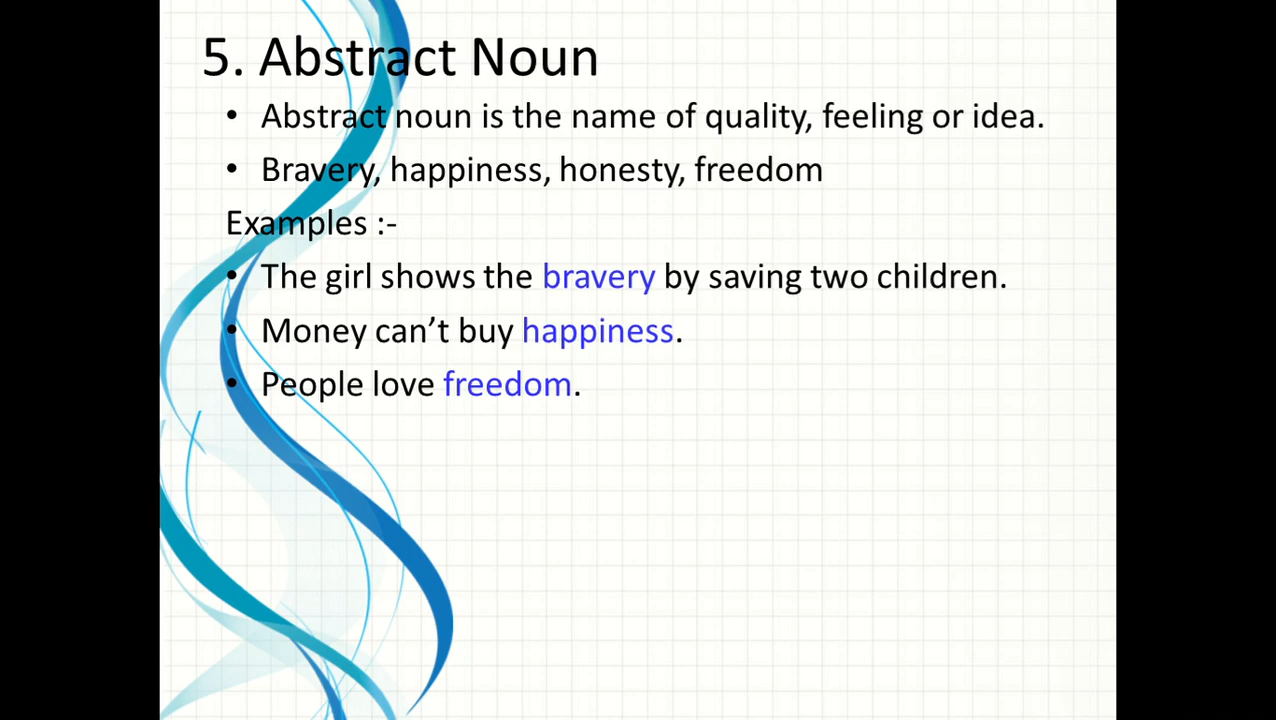 5. Abstract Noun
• Abstract noun is the name of quality, feeling or idea.
• Bravery, happiness, honesty, freedom
Examples :-
• The girl shows the bravery by saving two children.
• Money can’t buy happiness.
• People love freedom.